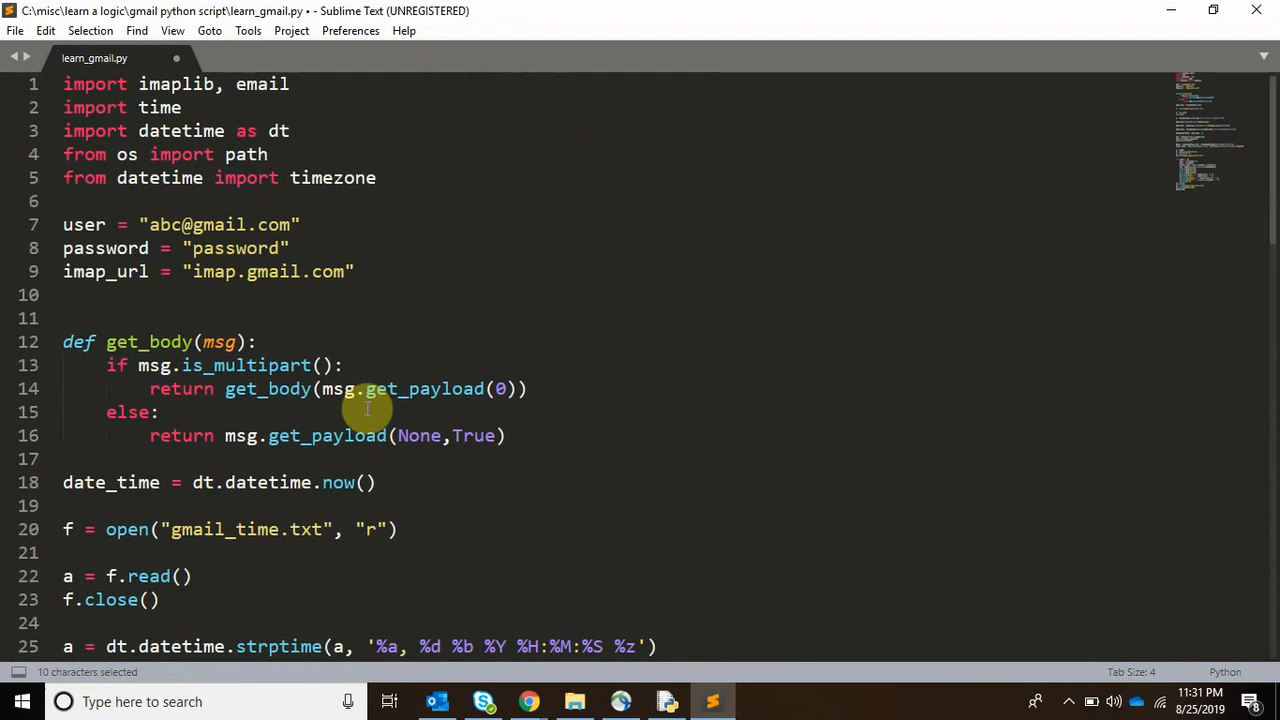 C:\misc\learn a logic\gmail python script\learn_gmail.py • - Sublime Text (UNREGISTERED)
File Edit Selection Find View Goto Tools Project Preferences Help
learn_gmail.py
1 import imaplib, email
2 import time
3 import datetime as dt
4 from os import path
5 from datetime import timezone
6
7 user = "abc@gmail.com"
8 password = "password"
9 imap_url = "imap.gmail.com"
10
11
12 def get_body(msg):
13     if msg.is_multipart():
14         return get_body(msg.get_payload(0))
15     else:
16         return msg.get_payload(None,True)
17
18 date_time = dt.datetime.now()
19
20 f = open("gmail_time.txt", "r")
21
22 a = f.read()
23 f.close()
24
25 a = dt.datetime.strptime(a, '%a, %d %b %Y %H:%M:%S %z')
10 characters selected Tab Size: 4 Python
Type here to search 11:31 PM
8/25/2019 8